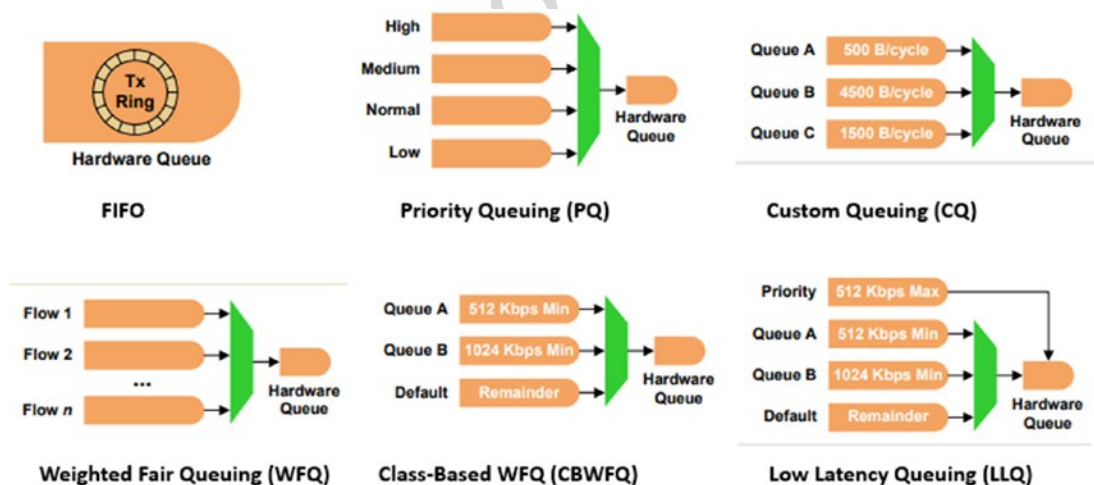 Tx
Ring
Hardware Queue
FIFO
High
Medium
Normal
Low
Hardware
Queue
Priority Queuing (PQ)
Queue A 500 B/cycle
Queue B 4500 B/cycle
Queue C 1500 B/cycle
Hardware
Queue
Custom Queuing (CQ)
Flow 1
Flow 2
...
Flow n
Hardware
Queue
Weighted Fair Queuing (WFQ)
Queue A 512 Kbps Min
Queue B 1024 Kbps Min
Default Remainder
Hardware
Queue
Class-Based WFQ (CBWFQ)
Priority 512 Kbps Max
Queue A 512 Kbps Min
Queue B 1024 Kbps Min
Default Remainder
Hardware
Queue
Low Latency Queuing (LLQ)